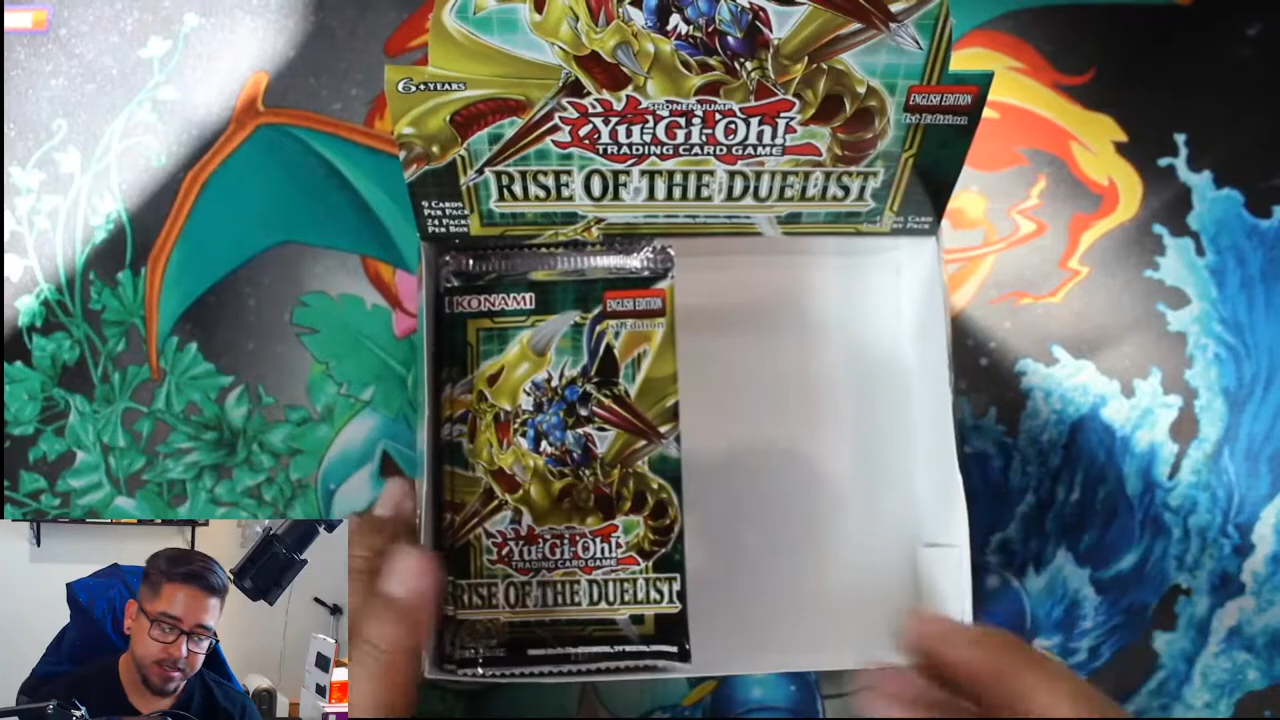 6+ YEARS
ENGLISH EDITION
1st Edition
SHONEN JUMP
Yu-Gi-Oh!
TRADING CARD GAME
RISE OF THE DUELIST
9 CARDS
PER PACK
24 PACKS
PER BOX
KONAMI
ENGLISH EDITION
1st Edition
Yu-Gi-Oh!
TRADING CARD GAME
RISE OF THE DUELIST